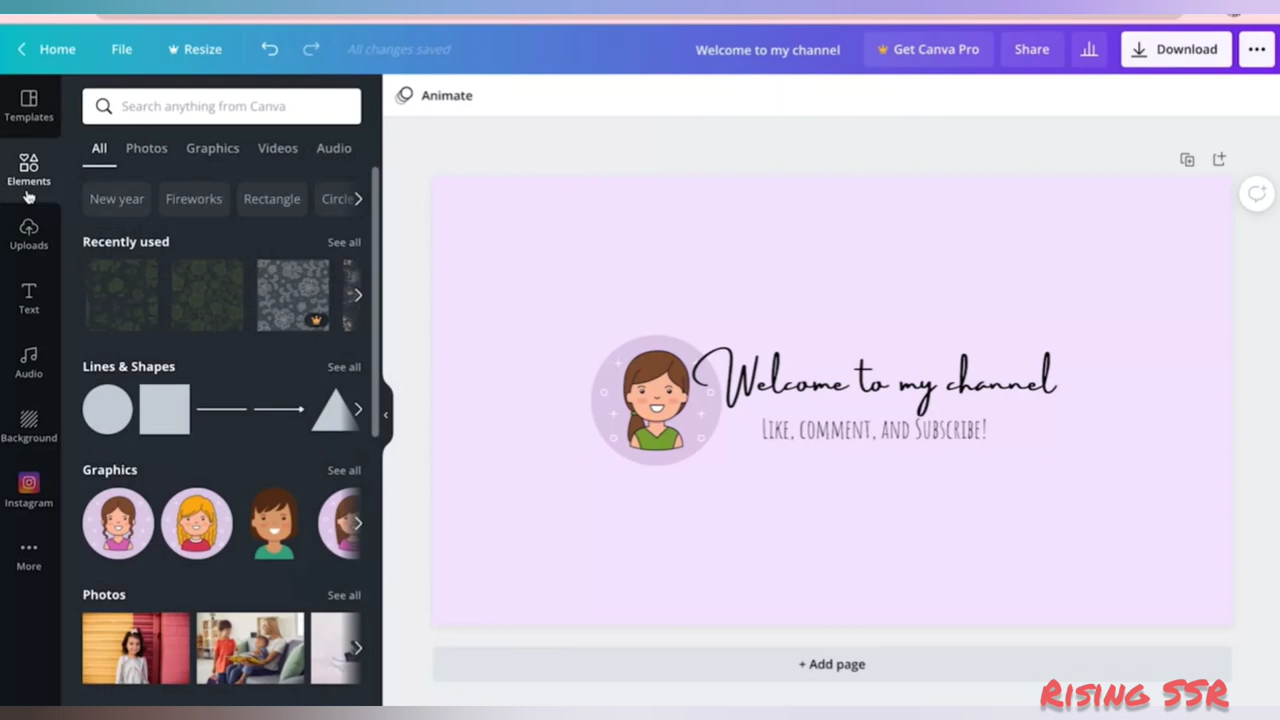 Home
File
Resize
All changes saved
Welcome to my channel
Get Canva Pro
Share
Download
Templates
Elements
Uploads
Text
Audio
Background
Instagram
More
Search anything from Canva
All
Photos
Graphics
Videos
Audio
New year
Fireworks
Rectangle
Circle
Recently used
See all
Lines & Shapes
See all
Graphics
See all
Photos
See all
Animate
Welcome to my channel
Like, comment, and Subscribe!
+ Add page
Rising SSR